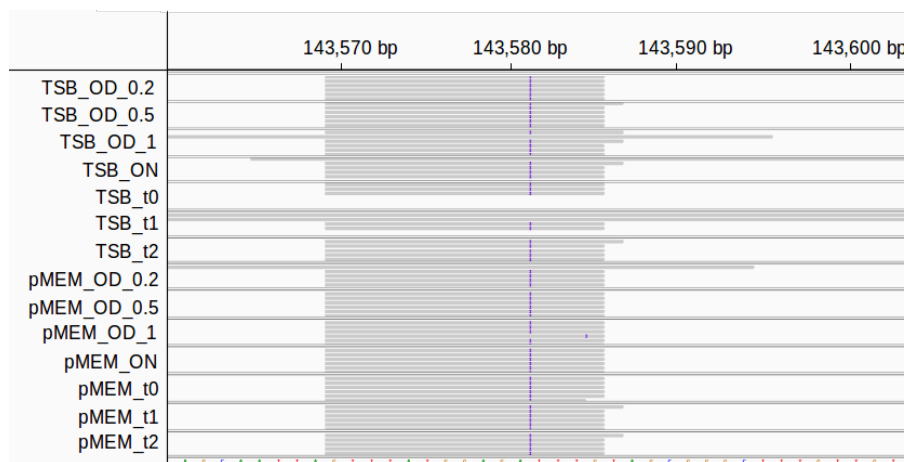 143,570 bp 143,580 bp 143,590 bp 143,600 bp
TSB_OD_0.2
TSB_OD_0.5
TSB_OD_1
TSB_ON
TSB_t0
TSB_t1
TSB_t2
pMEM_OD_0.2
pMEM_OD_0.5
pMEM_OD_1
pMEM_ON
pMEM_t0
pMEM_t1
pMEM_t2